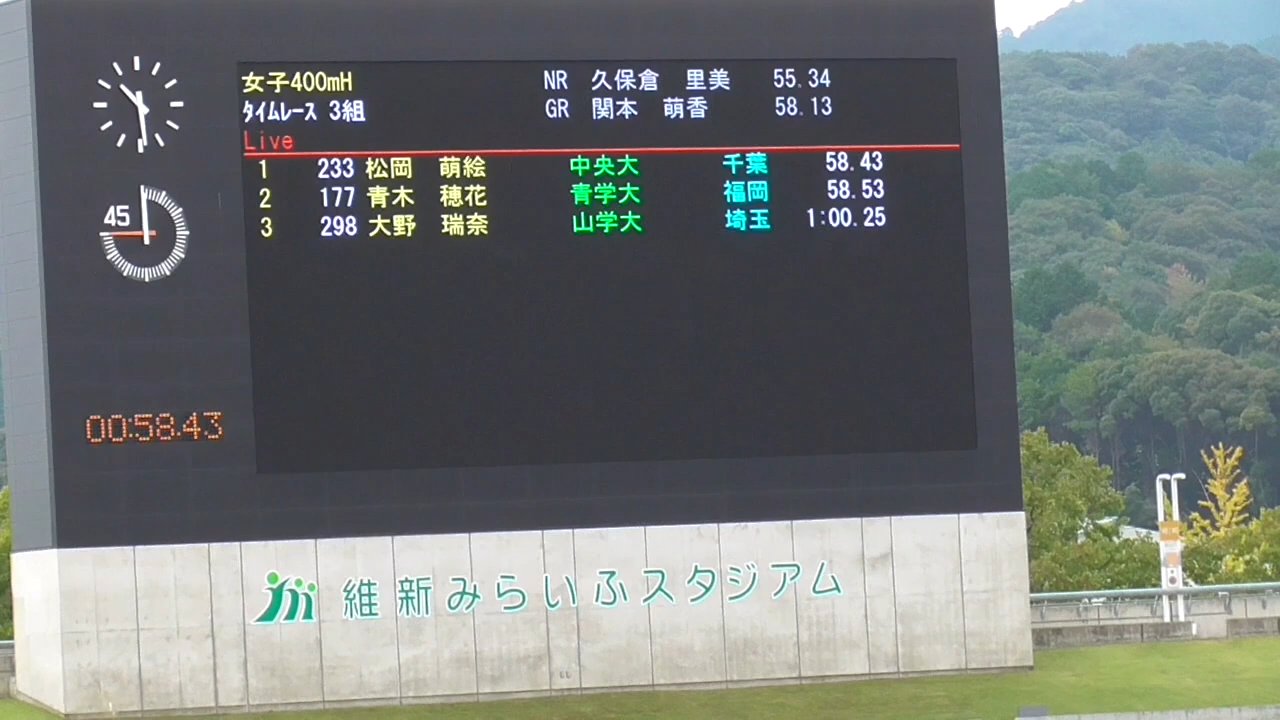 女子400mH NR 久保倉 里美 55.34
ﾀｲﾑﾚｰｽ 3組 GR 関本 萌香 58.13
Live
1 233 松岡 萌絵 中央大 千葉 58.43
2 177 青木 穂花 青学大 福岡 58.53
3 298 大野 瑞奈 山学大 埼玉 1:00.25
45
00:58.43
維新みらいふスタジアム